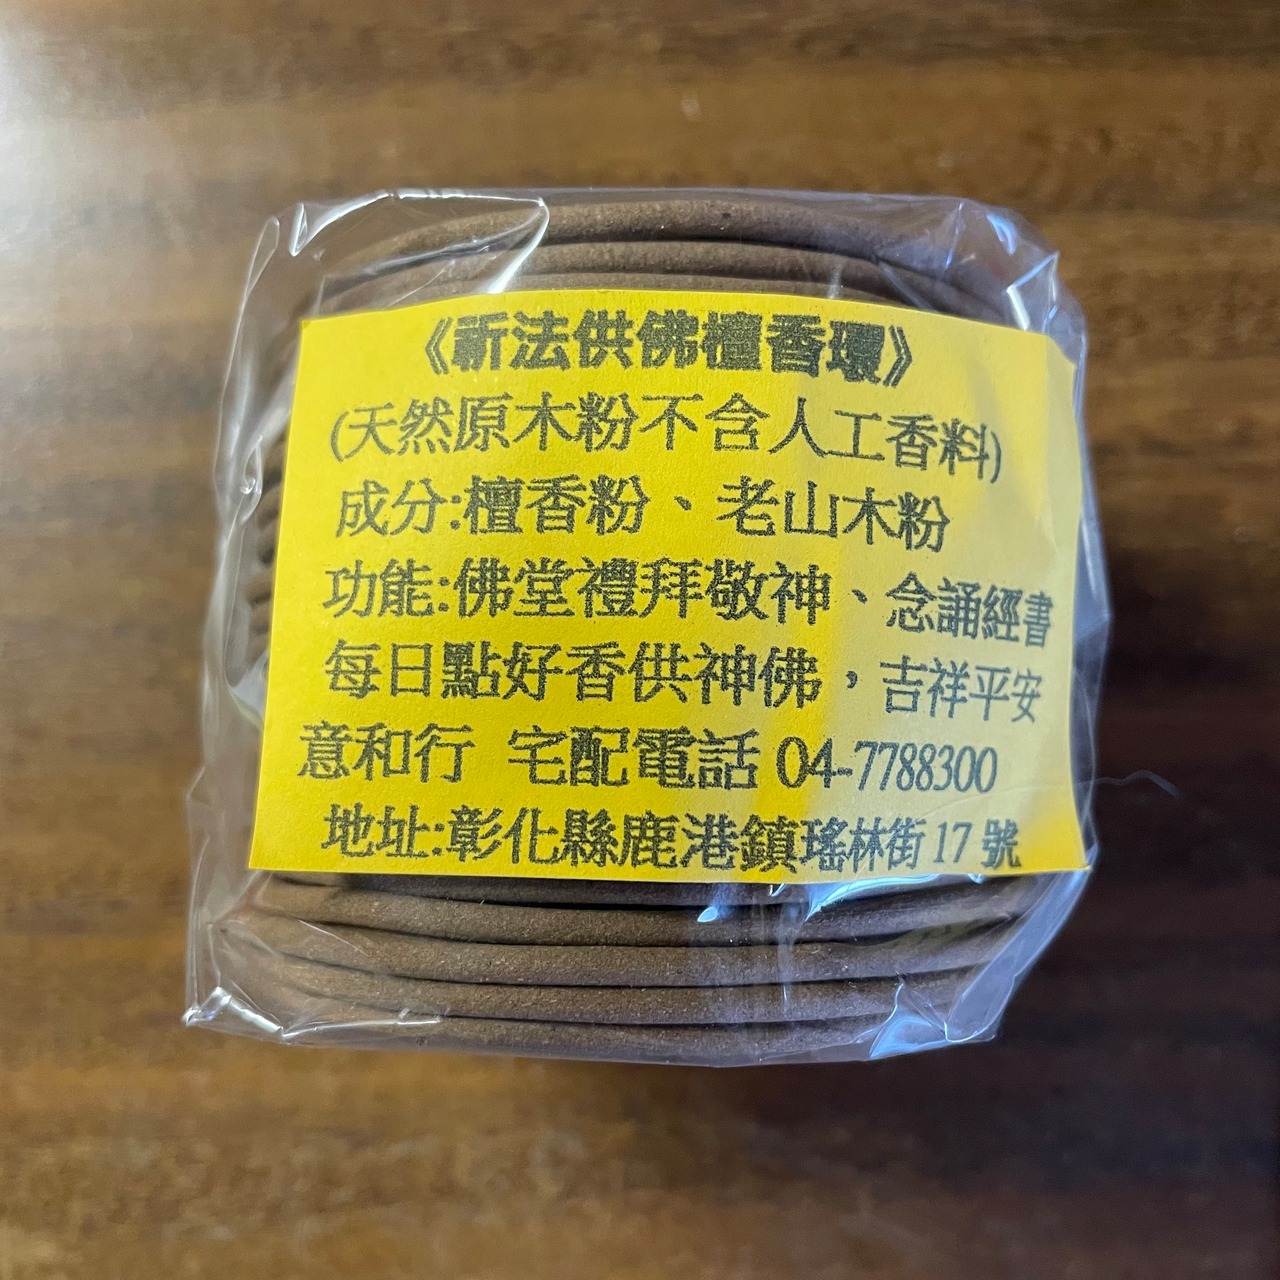 《祈法供佛檀香環》
(天然原木粉不含人工香料)
成分:檀香粉、老山木粉
功能:佛堂禮拜敬神、念誦經書
每日點好香供神佛，吉祥平安
意和行 宅配電話 04-7788300
地址:彰化縣鹿港鎮瑤林街 17 號